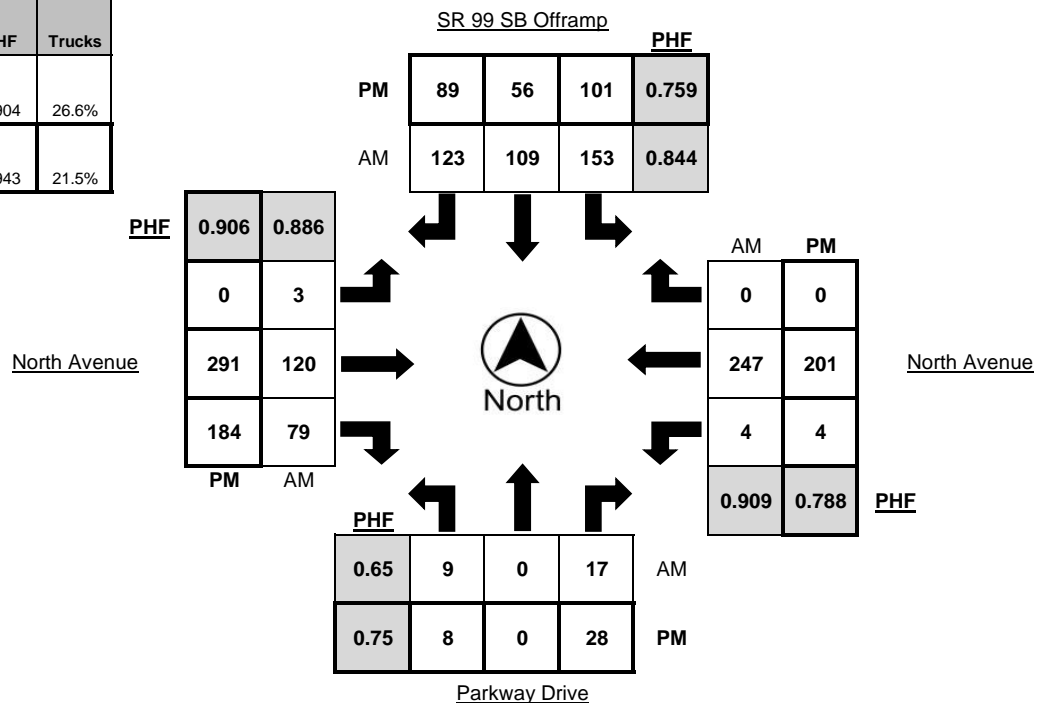 SR 99 SB Offramp
HF Trucks
PHF
PM 89 56 101 0.759
904 26.6%
AM 123 109 153 0.844
943 21.5%
PHF 0.906 0.886
AM PM
0 3
0 0
North Avenue 291 120
North
247 201 North Avenue
184 79
4 4
PM AM
0.909 0.788 PHF
PHF
0.65 9 0 17 AM
0.75 8 0 28 PM
Parkway Drive